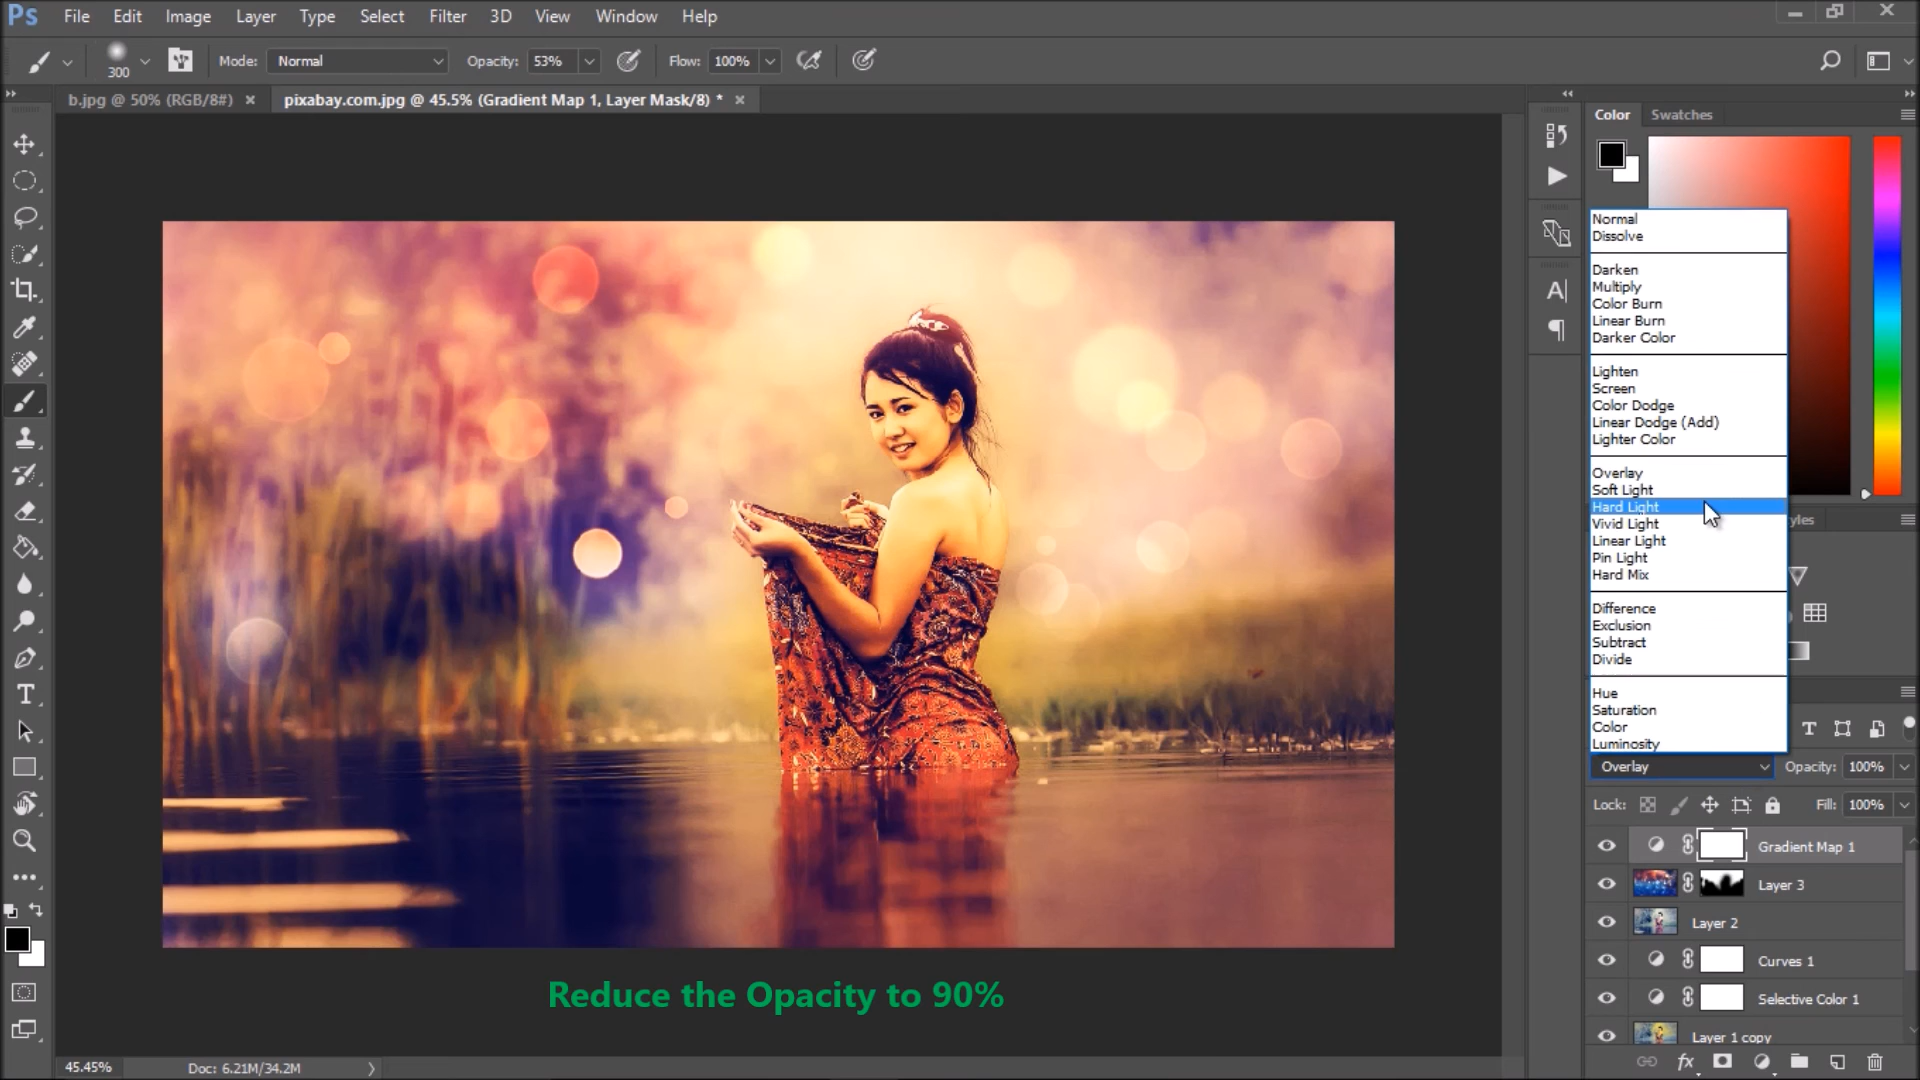 Ps File Edit Image Layer Type Select Filter 3D View Window Help
300 Mode: Normal Opacity: 53% Flow: 100%
b.jpg @ 50% (RGB/8#) × pixabay.com.jpg @ 45.5% (Gradient Map 1, Layer Mask/8) * ×
Color Swatches
Normal
Dissolve
Darken
Multiply
Color Burn
Linear Burn
Darker Color
Lighten
Screen
Color Dodge
Linear Dodge (Add)
Lighter Color
Overlay
Soft Light
Hard Light
Vivid Light
Linear Light
Pin Light
Hard Mix
Difference
Exclusion
Subtract
Divide
Hue
Saturation
Color
Luminosity
yles
Overlay Opacity: 100%
Lock: Fill: 100%
Gradient Map 1
Layer 3
Layer 2
Curves 1
Selective Color 1
Layer 1 copy
fx
Reduce the Opacity to 90%
45.45% Doc: 6.21M/34.2M